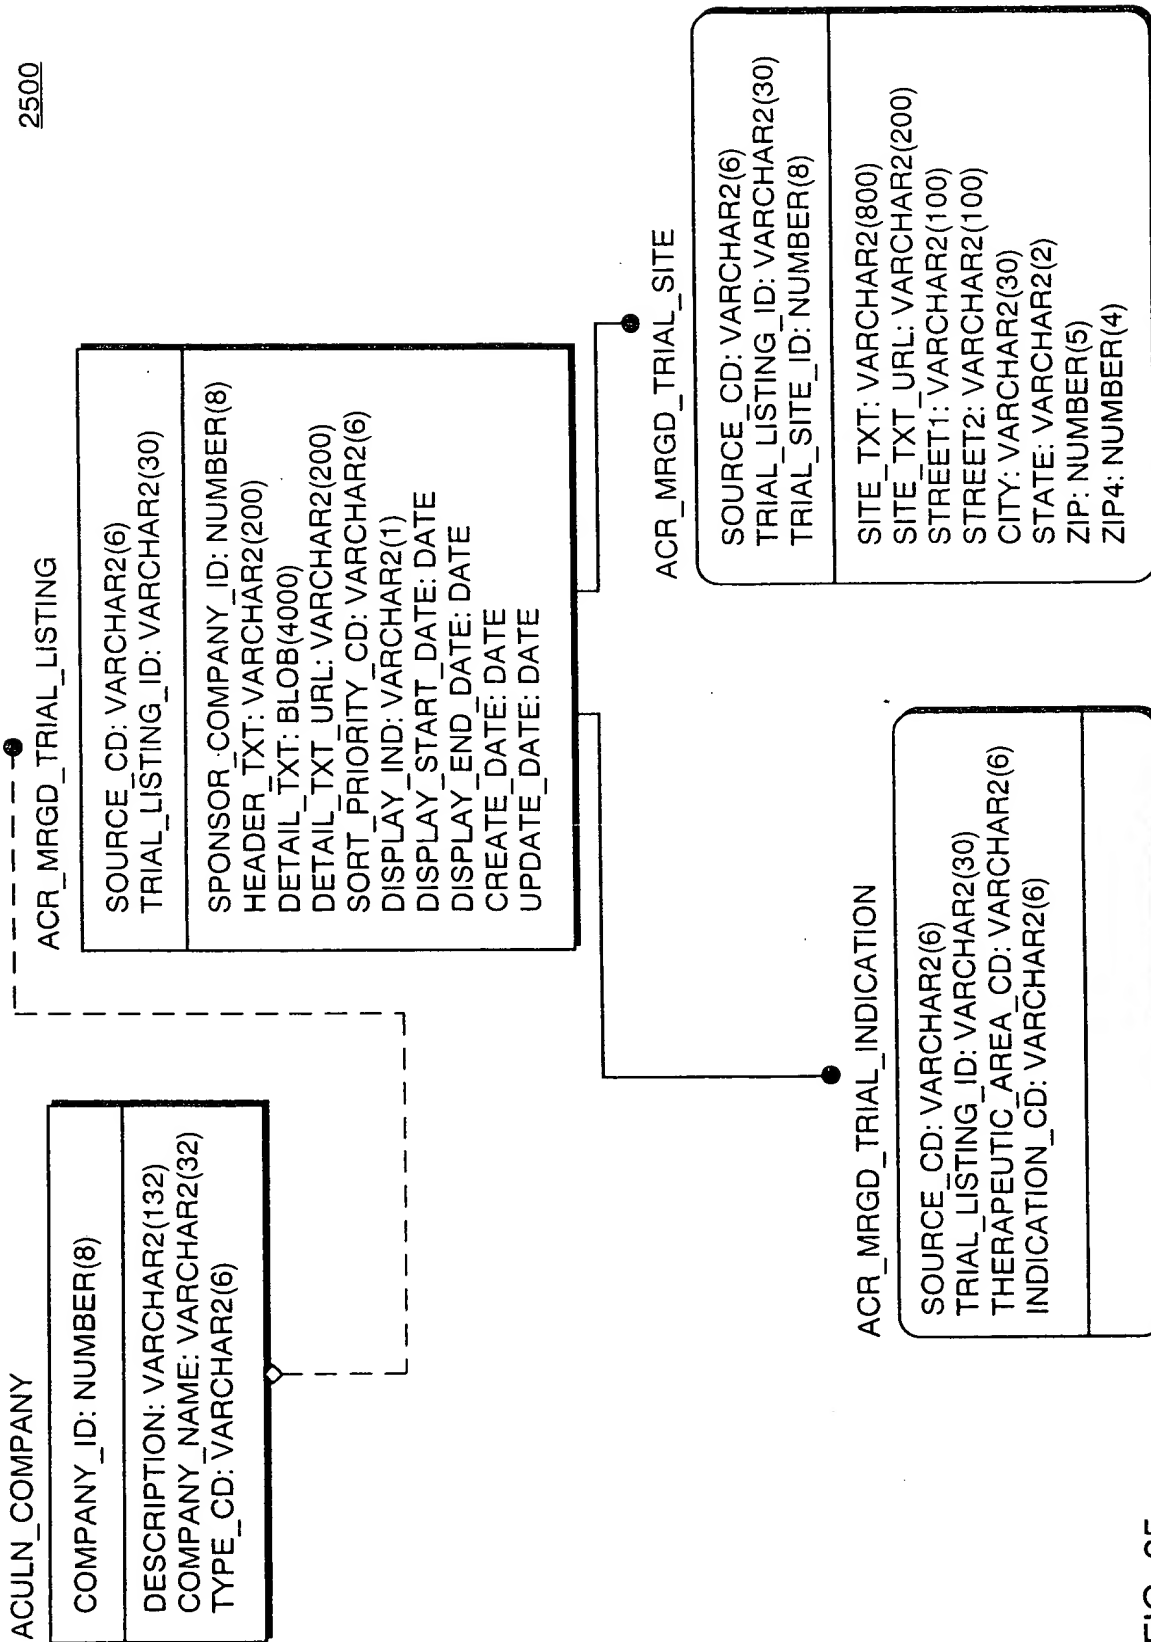 2500
ACULN_COMPANY
COMPANY_ID: NUMBER(8)
DESCRIPTION: VARCHAR2(132)
COMPANY_NAME: VARCHAR2(32)
TYPE_CD: VARCHAR2(6)
ACR_MRGD_TRIAL_LISTING
SOURCE_CD: VARCHAR2(6)
TRIAL_LISTING_ID: VARCHAR2(30)
SPONSOR_COMPANY_ID: NUMBER(8)
HEADER_TXT: VARCHAR2(200)
DETAIL_TXT: BLOB(4000)
DETAIL_TXT_URL: VARCHAR2(200)
SORT_PRIORITY_CD: VARCHAR2(6)
DISPLAY_IND: VARCHAR2(1)
DISPLAY_START_DATE: DATE
DISPLAY_END_DATE: DATE
CREATE_DATE: DATE
UPDATE_DATE: DATE
ACR_MRGD_TRIAL_INDICATION
SOURCE_CD: VARCHAR2(6)
TRIAL_LISTING_ID: VARCHAR2(30)
THERAPEUTIC_AREA_CD: VARCHAR2(6)
INDICATION_CD: VARCHAR2(6)
ACR_MRGD_TRIAL_SITE
SOURCE_CD: VARCHAR2(6)
TRIAL_LISTING_ID: VARCHAR2(30)
TRIAL_SITE_ID: NUMBER(8)
SITE_TXT: VARCHAR2(800)
SITE_TXT_URL: VARCHAR2(200)
STREET1: VARCHAR2(100)
STREET2: VARCHAR2(100)
CITY: VARCHAR2(30)
STATE: VARCHAR2(2)
ZIP: NUMBER(5)
ZIP4: NUMBER(4)
FIG. 25